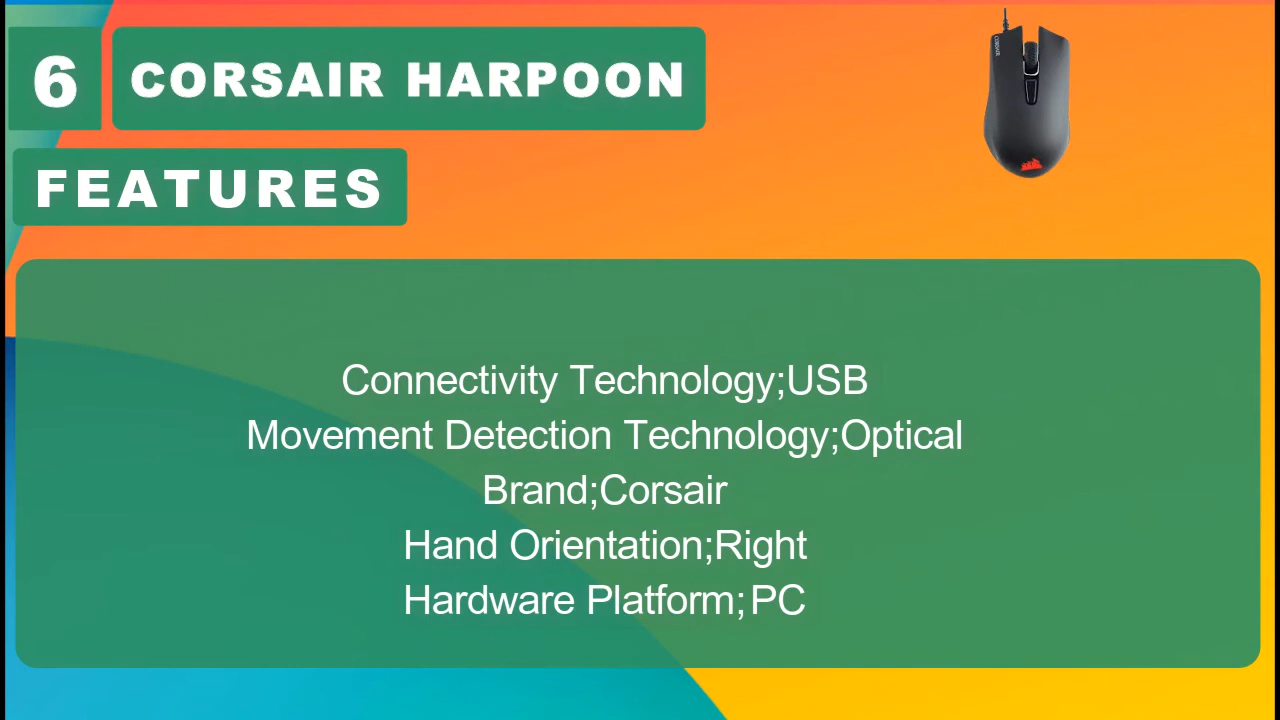 6
CORSAIR HARPOON
FEATURES
Connectivity Technology;USB
Movement Detection Technology;Optical
Brand;Corsair
Hand Orientation;Right
Hardware Platform;PC